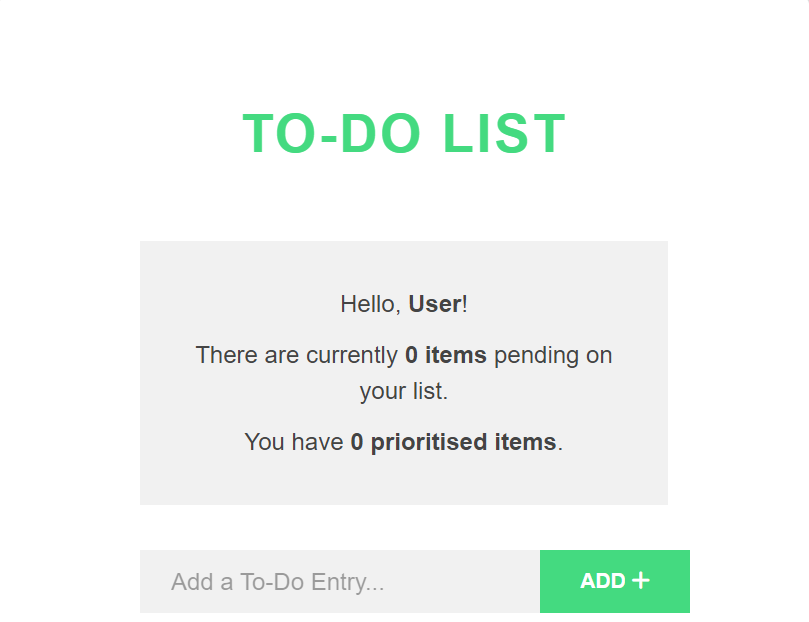 TO-DO LIST
Hello, User!
There are currently 0 items pending on
your list.
You have 0 prioritised items.
Add a To-Do Entry...
ADD +